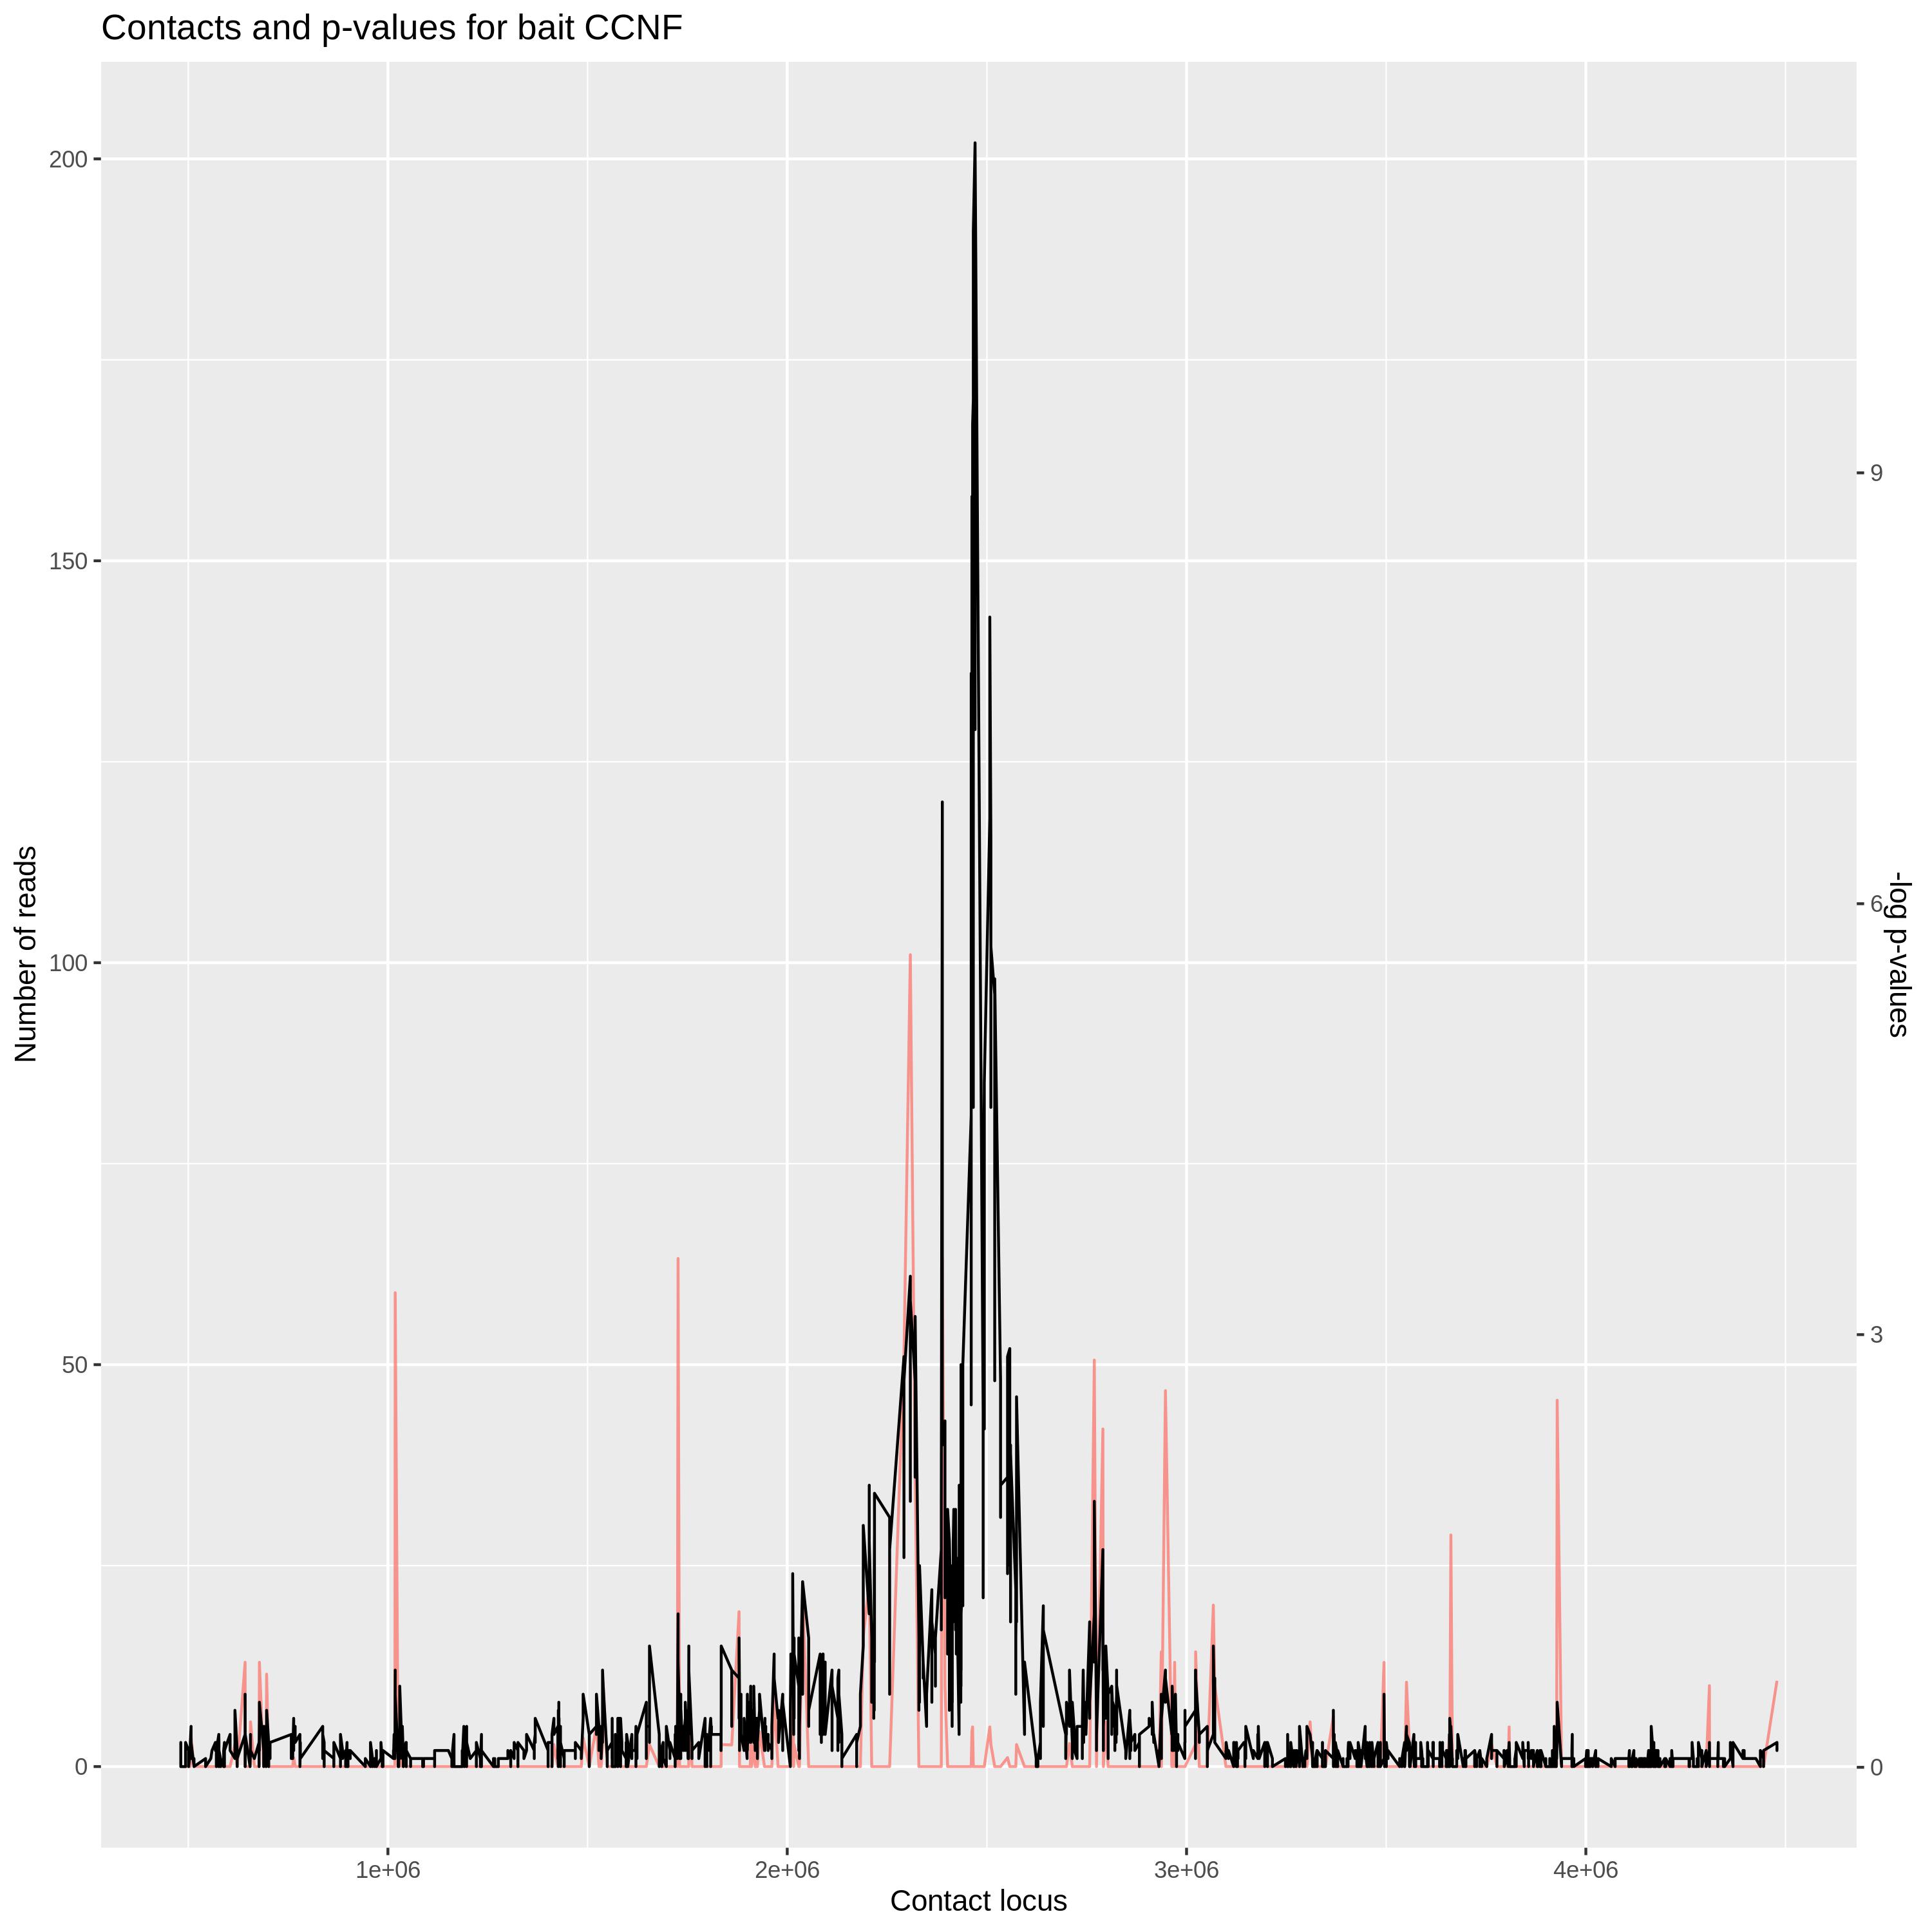 Contacts and p-values for bait CCNF
200
150
100
50
0
Number of reads
9
6
3
0
-log p-values
1e+06
2e+06
3e+06
4e+06
Contact locus